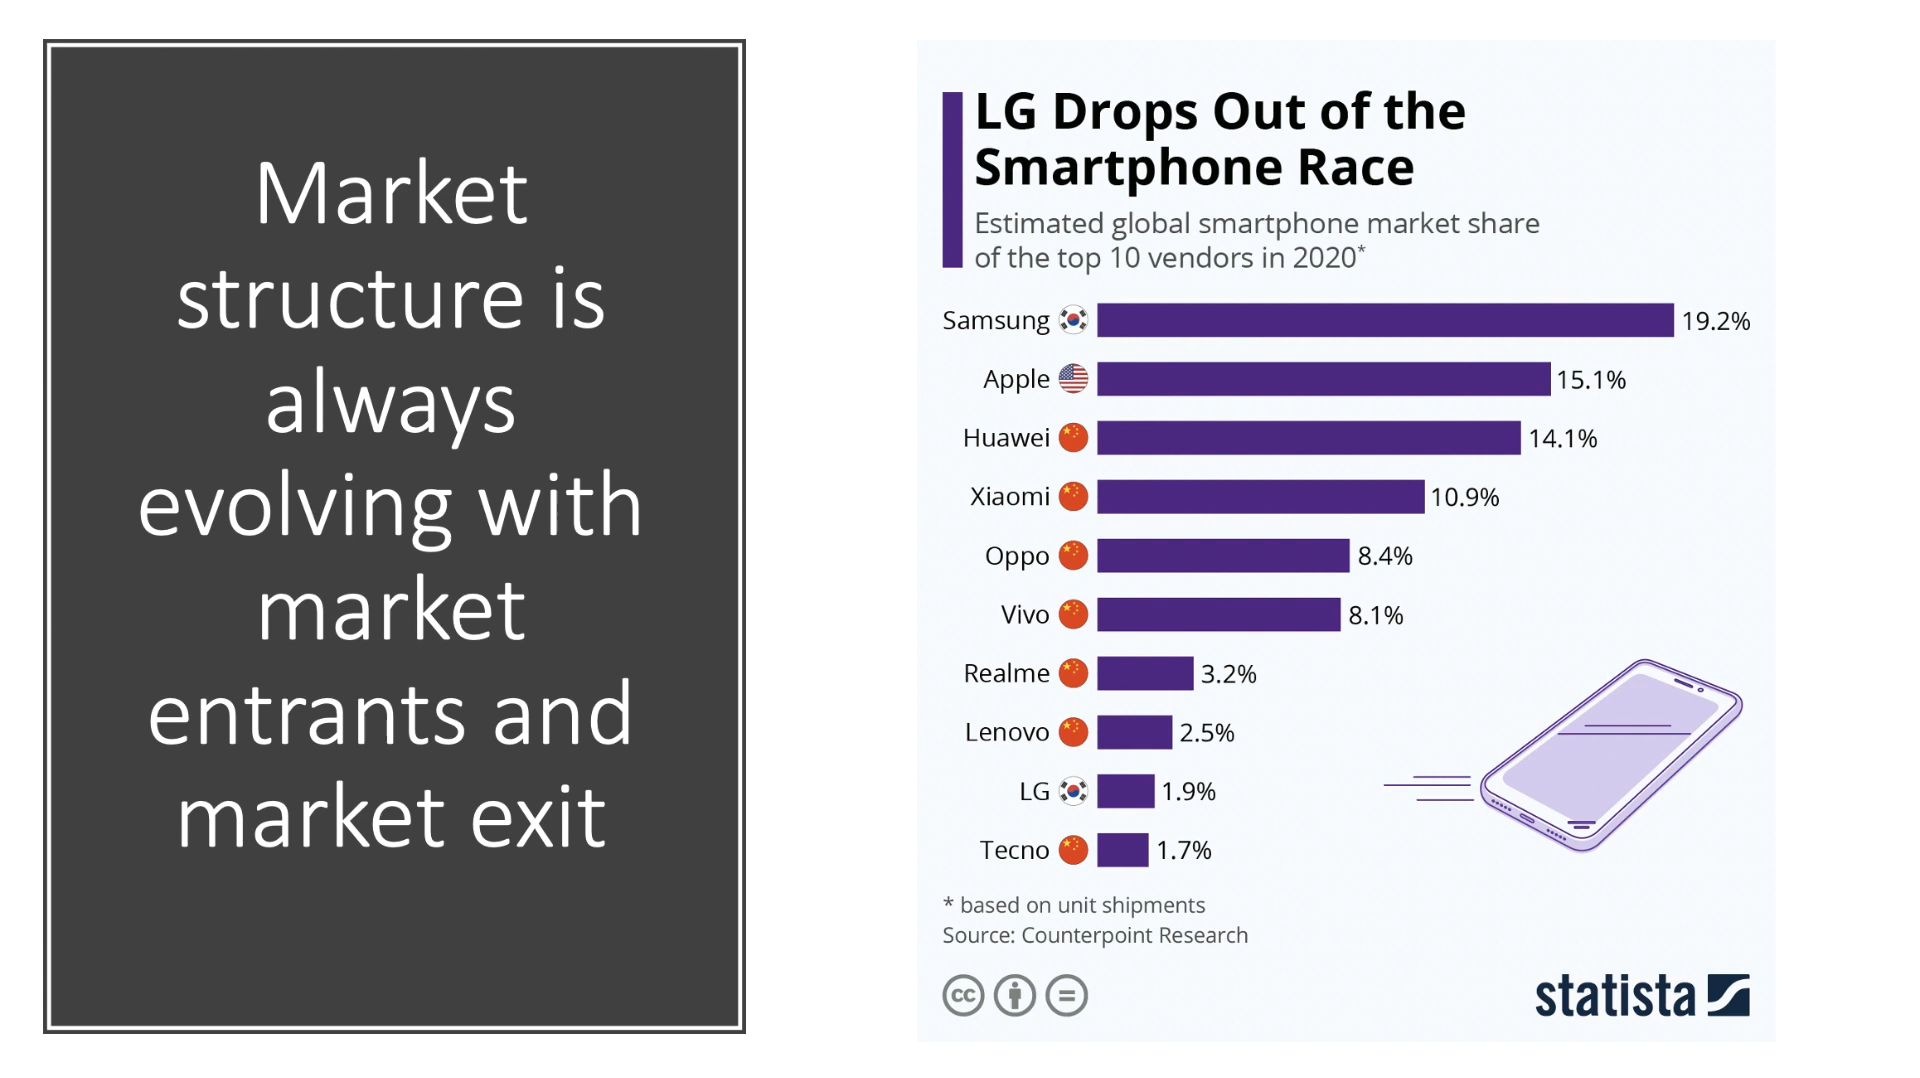 Market
structure is
always
evolving with
market
entrants and
market exit
LG Drops Out of the
Smartphone Race
Estimated global smartphone market share
of the top 10 vendors in 2020*
Samsung 19.2%
Apple 15.1%
Huawei 14.1%
Xiaomi 10.9%
Oppo 8.4%
Vivo 8.1%
Realme 3.2%
Lenovo 2.5%
LG 1.9%
Tecno 1.7%
* based on unit shipments
Source: Counterpoint Research
cc =
statista